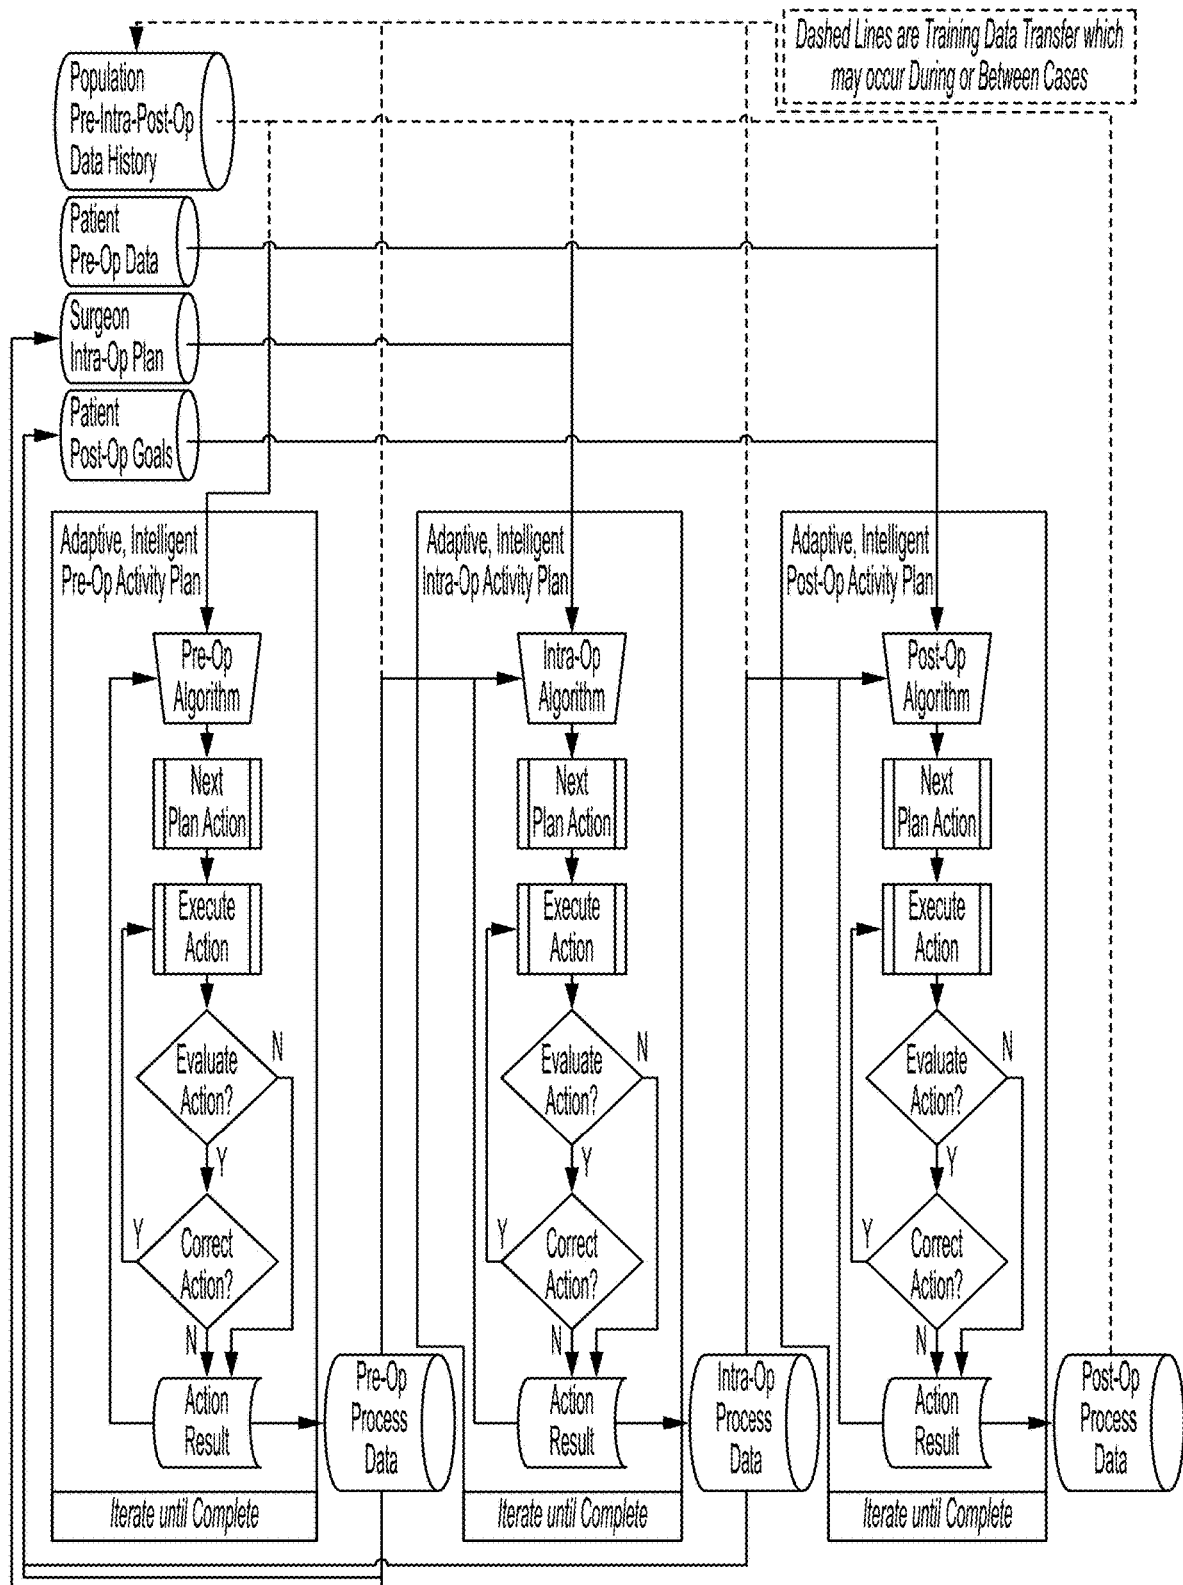 Dashed Lines are Training Data Transfer which
may occur During or Between Cases
Population
Pre-Intra-Post-Op
Data History
Patient
Pre-Op Data
Surgeon
Intra-Op Plan
Patient
Post-Op Goals
Adaptive, Intelligent
Pre-Op Activity Plan
Pre-Op
Algorithm
Next
Plan Action
Execute
Action
Evaluate
Action?
N
Y
Correct
Action?
Y
N
Action
Result
Iterate until Complete
Pre-Op
Process
Data
Adaptive, Intelligent
Intra-Op Activity Plan
Intra-Op
Algorithm
Next
Plan Action
Execute
Action
Evaluate
Action?
N
Y
Correct
Action?
Y
N
Action
Result
Iterate until Complete
Intra-Op
Process
Data
Adaptive, Intelligent
Post-Op Activity Plan
Post-Op
Algorithm
Next
Plan Action
Execute
Action
Evaluate
Action?
N
Y
Correct
Action?
Y
N
Action
Result
Iterate until Complete
Post-Op
Process
Data